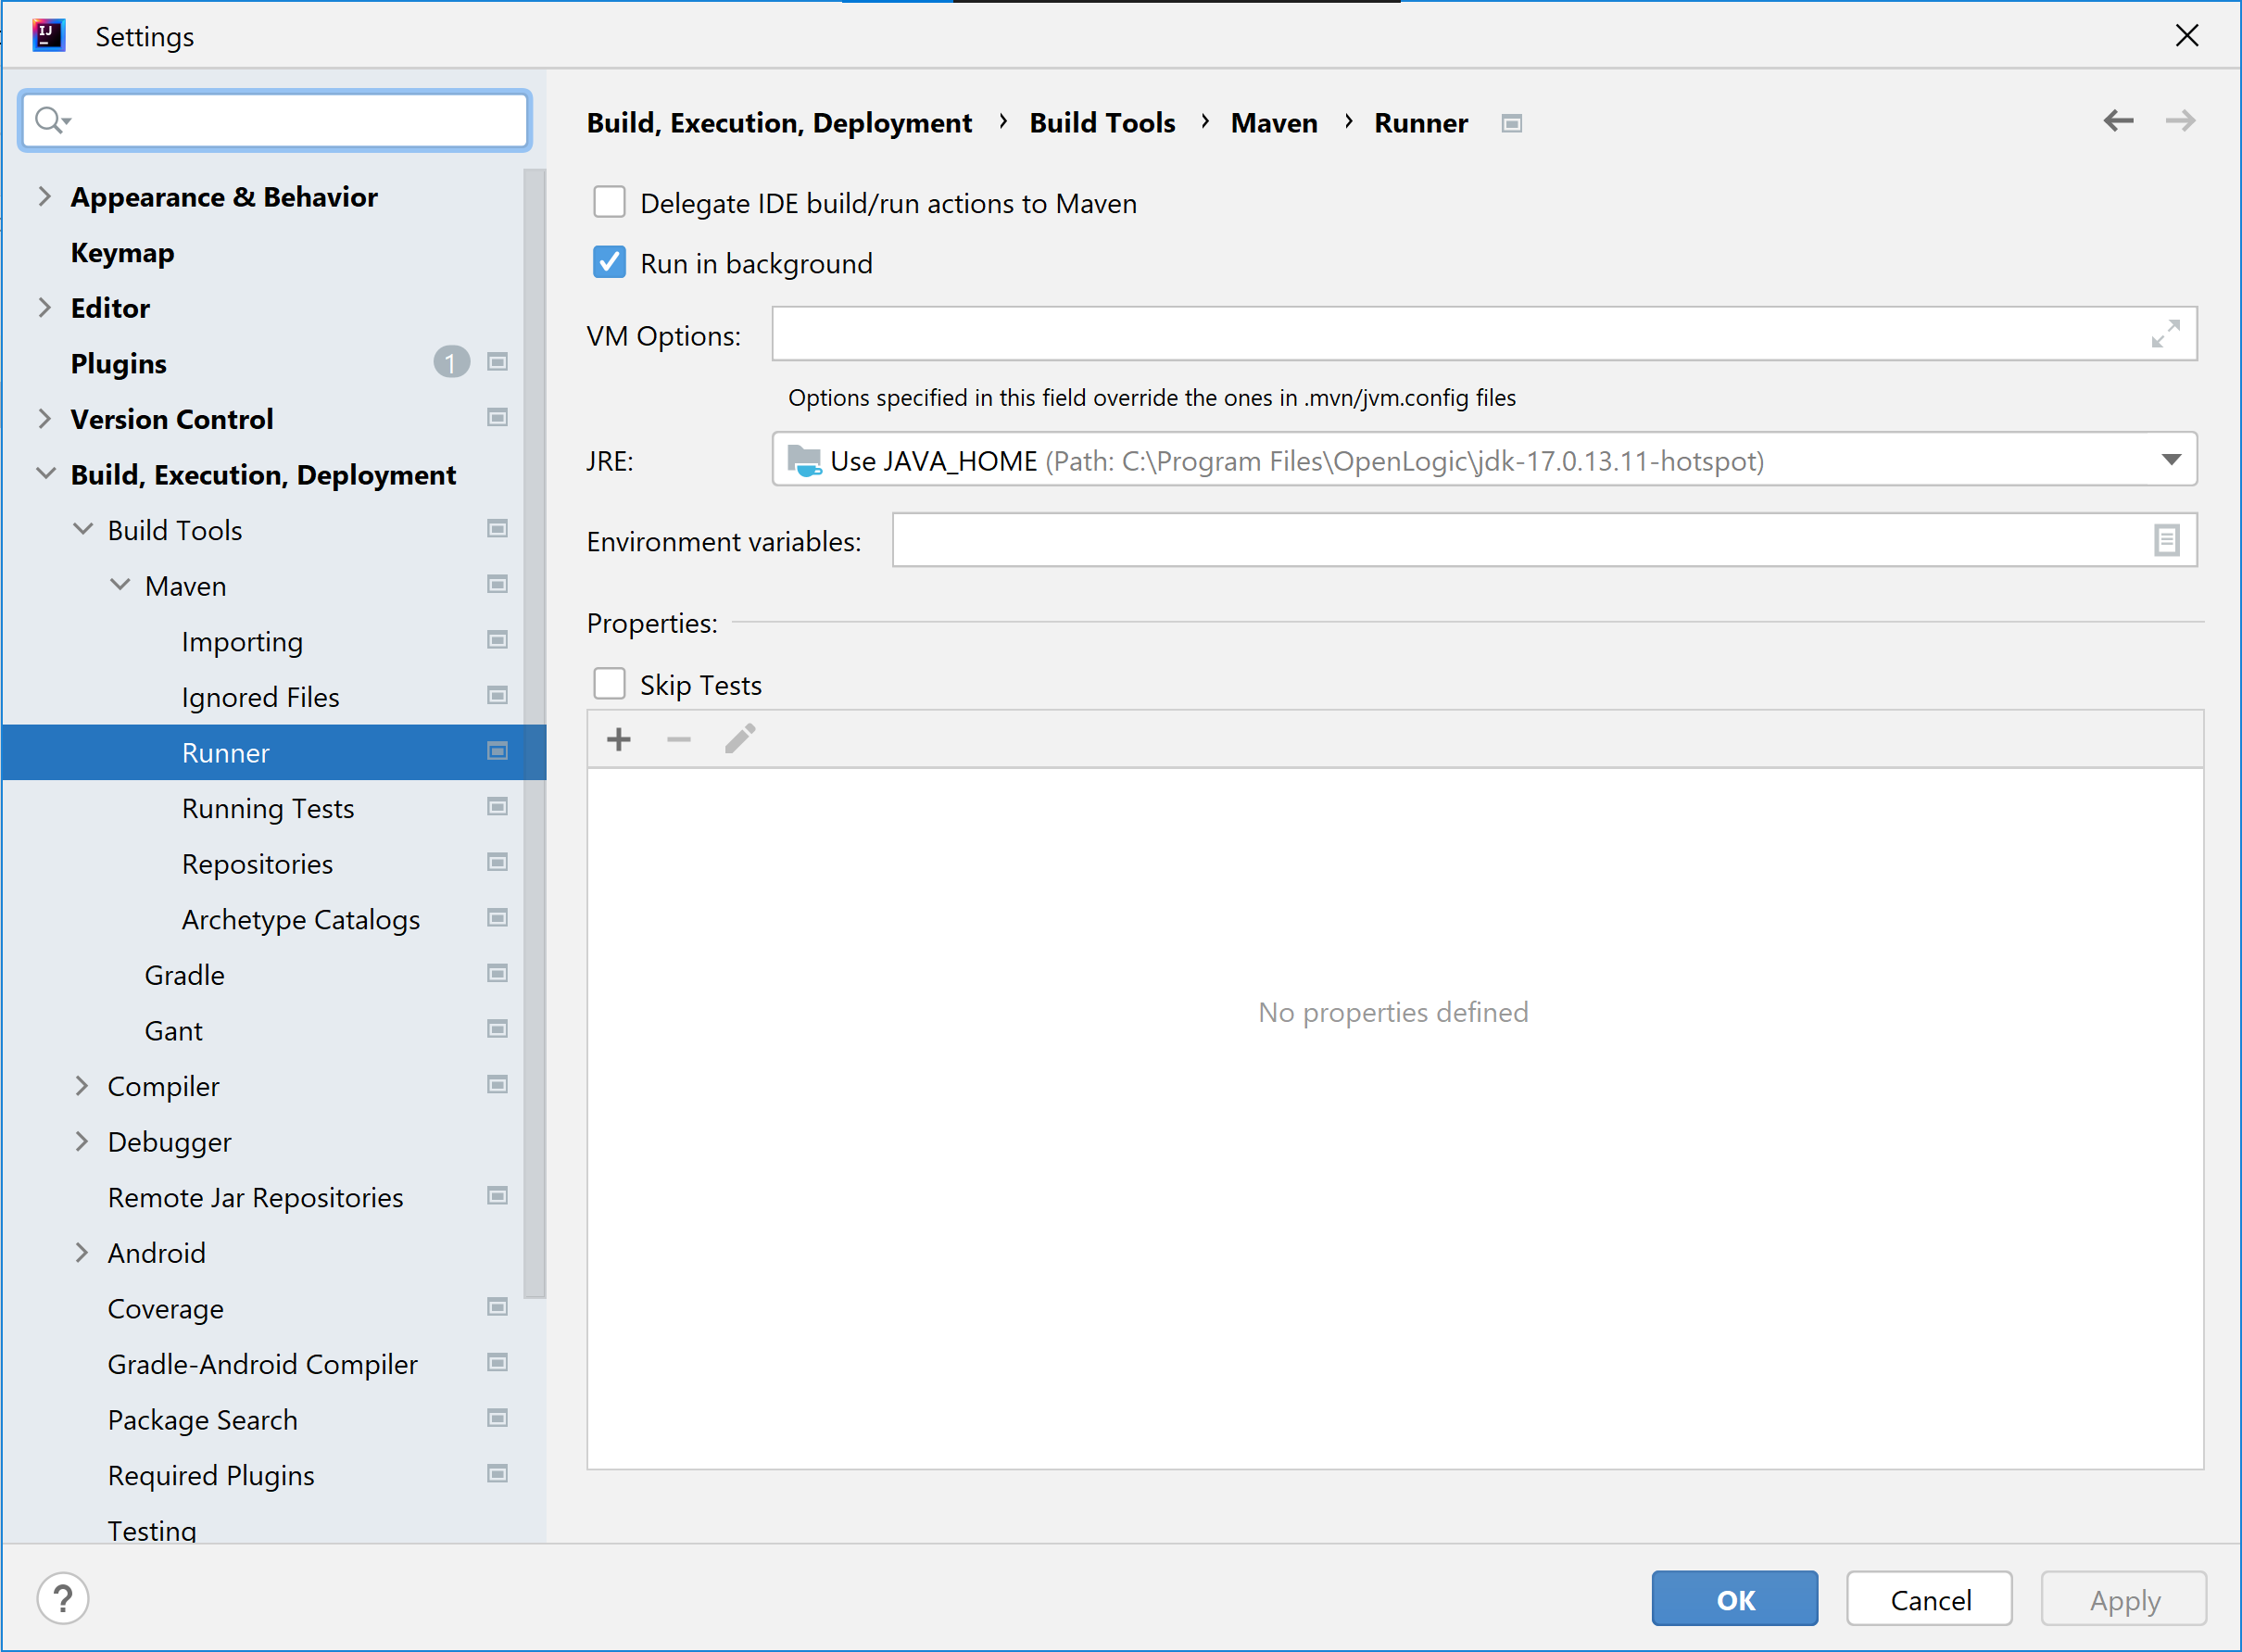 IJ
Settings
Appearance & Behavior
Keymap
Editor
Plugins 1
Version Control
Build, Execution, Deployment
Build Tools
Maven
Importing
Ignored Files
Runner
Running Tests
Repositories
Archetype Catalogs
Gradle
Gant
Compiler
Debugger
Remote Jar Repositories
Android
Coverage
Gradle-Android Compiler
Package Search
Required Plugins
Testing
Build, Execution, Deployment › Build Tools › Maven › Runner
Delegate IDE build/run actions to Maven
Run in background
VM Options:
Options specified in this field override the ones in .mvn/jvm.config files
JRE: Use JAVA_HOME (Path: C:\Program Files\OpenLogic\jdk-17.0.13.11-hotspot)
Environment variables:
Properties:
Skip Tests
No properties defined
? OK Cancel Apply